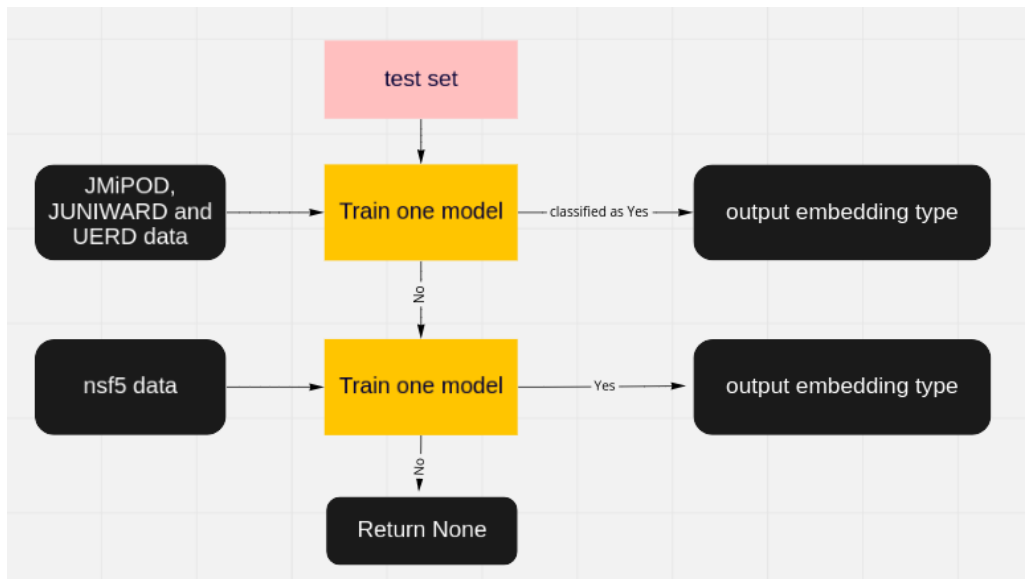 test set
JMiPOD,
JUNIWARD and
UERD data
Train one model
classified as Yes
output embedding type
No
nsf5 data
Train one model
Yes
output embedding type
No
Return None